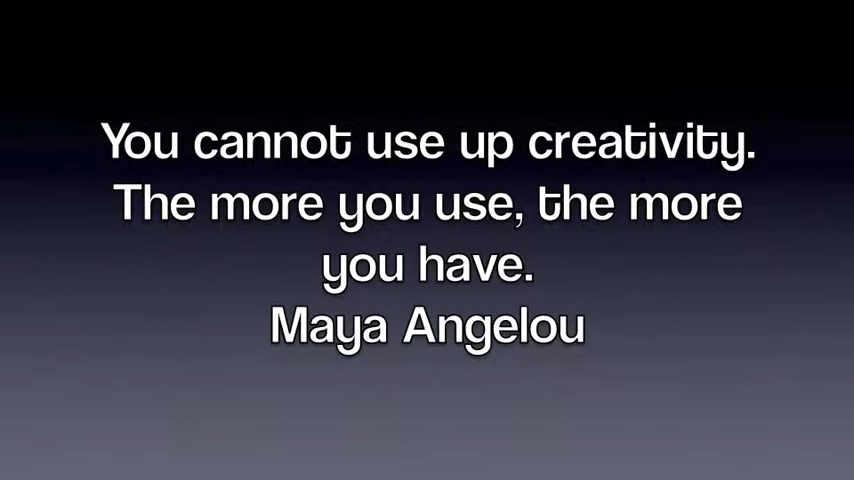 You cannot use up creativity.
The more you use, the more
you have.
Maya Angelou